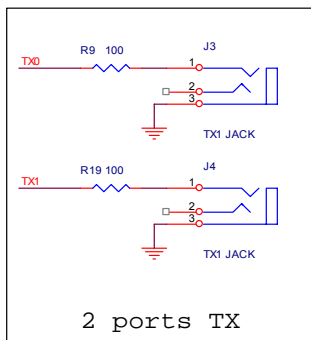 R9 100
J3
TX0
1
2
3
TX1 JACK
R19 100
J4
TX1
1
2
3
TX1 JACK
2 ports TX